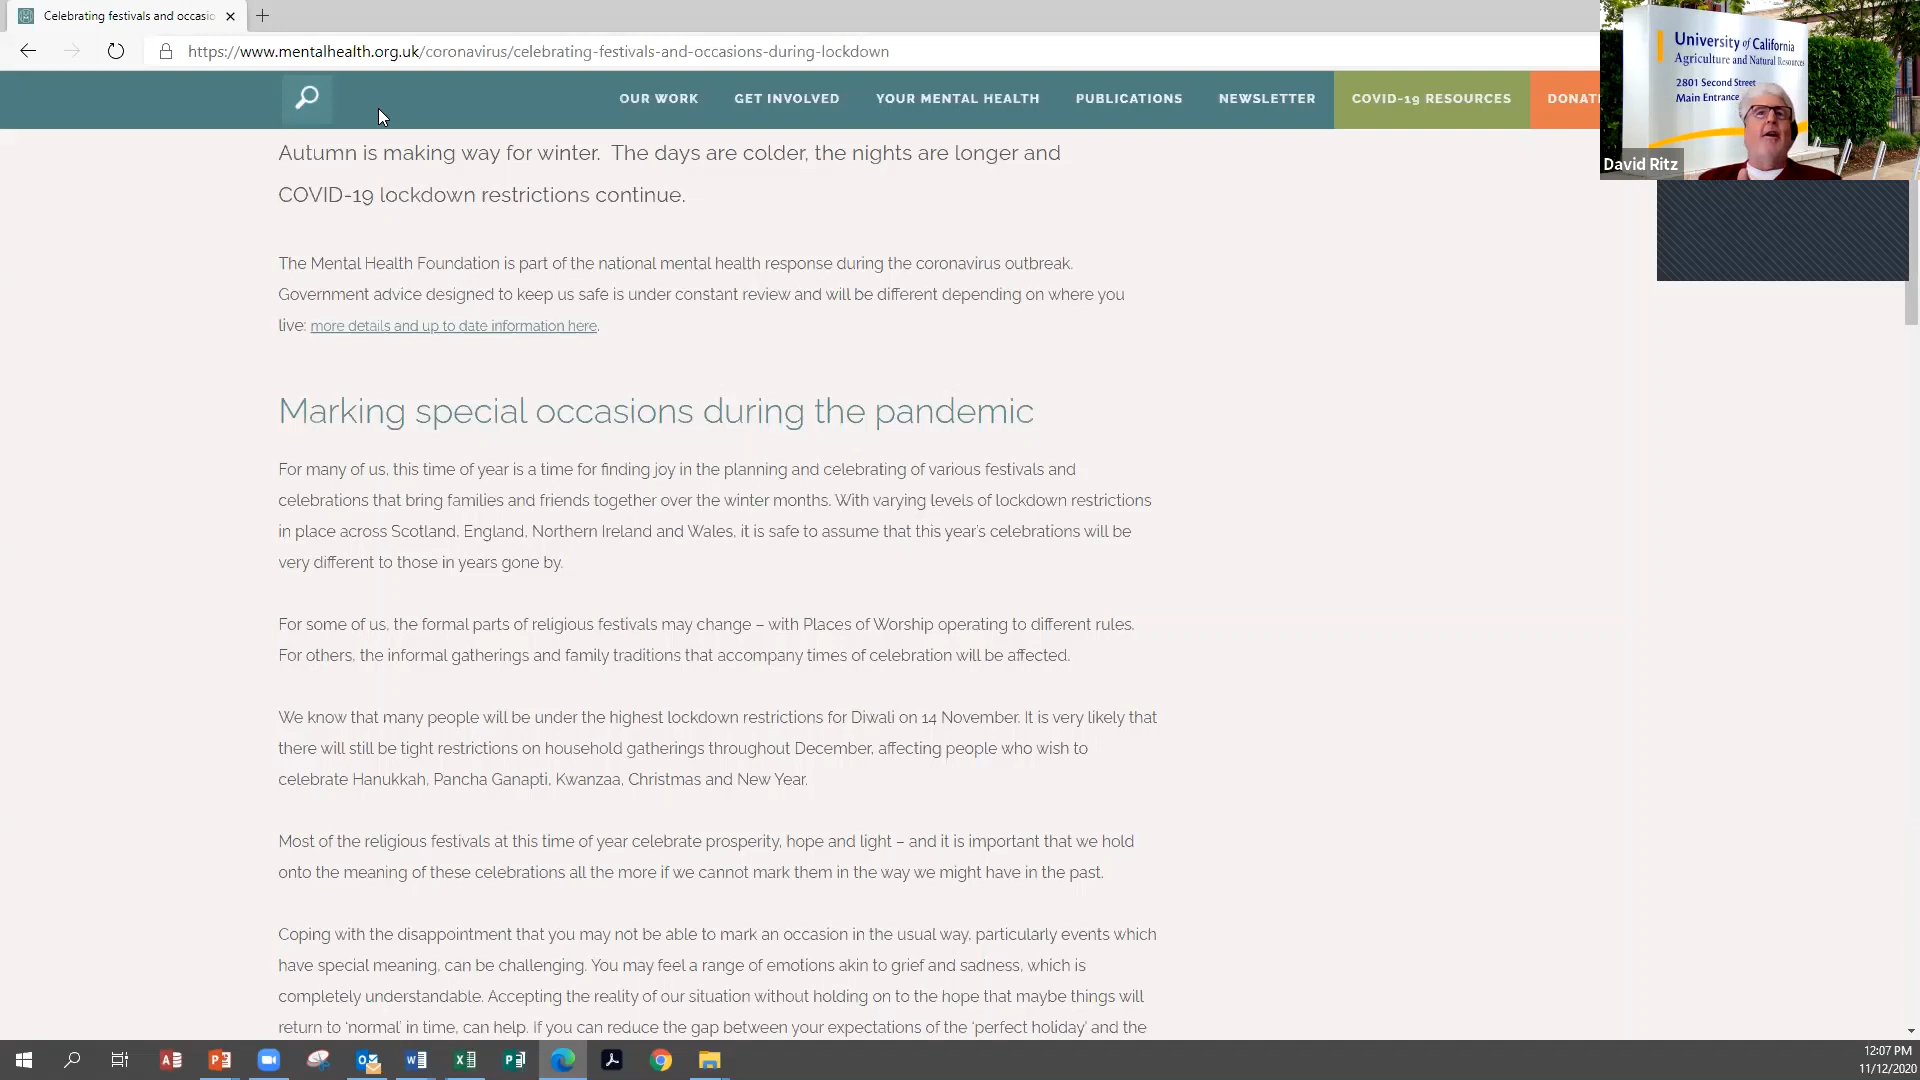 Celebrating festivals and occasio
https://www.mentalhealth.org.uk/coronavirus/celebrating-festivals-and-occasions-during-lockdown
OUR WORK GET INVOLVED YOUR MENTAL HEALTH PUBLICATIONS NEWSLETTER COVID-19 RESOURCES DONAT
University of California
Agriculture and Natural Resources
2801 Second Street
Main Entrance
David Ritz
Autumn is making way for winter. The days are colder, the nights are longer and
COVID-19 lockdown restrictions continue.
The Mental Health Foundation is part of the national mental health response during the coronavirus outbreak.
Government advice designed to keep us safe is under constant review and will be different depending on where you
live: more details and up to date information here.
Marking special occasions during the pandemic
For many of us, this time of year is a time for finding joy in the planning and celebrating of various festivals and
celebrations that bring families and friends together over the winter months. With varying levels of lockdown restrictions
in place across Scotland, England, Northern Ireland and Wales, it is safe to assume that this year's celebrations will be
very different to those in years gone by.
For some of us, the formal parts of religious festivals may change – with Places of Worship operating to different rules.
For others, the informal gatherings and family traditions that accompany times of celebration will be affected.
We know that many people will be under the highest lockdown restrictions for Diwali on 14 November. It is very likely that
there will still be tight restrictions on household gatherings throughout December, affecting people who wish to
celebrate Hanukkah, Pancha Ganapti, Kwanzaa, Christmas and New Year.
Most of the religious festivals at this time of year celebrate prosperity, hope and light – and it is important that we hold
onto the meaning of these celebrations all the more if we cannot mark them in the way we might have in the past.
Coping with the disappointment that you may not be able to mark an occasion in the usual way, particularly events which
have special meaning, can be challenging. You may feel a range of emotions akin to grief and sadness, which is
completely understandable. Accepting the reality of our situation without holding on to the hope that maybe things will
return to 'normal' in time, can help. If you can reduce the gap between your expectations of the 'perfect holiday' and the
12:07 PM
11/12/2020